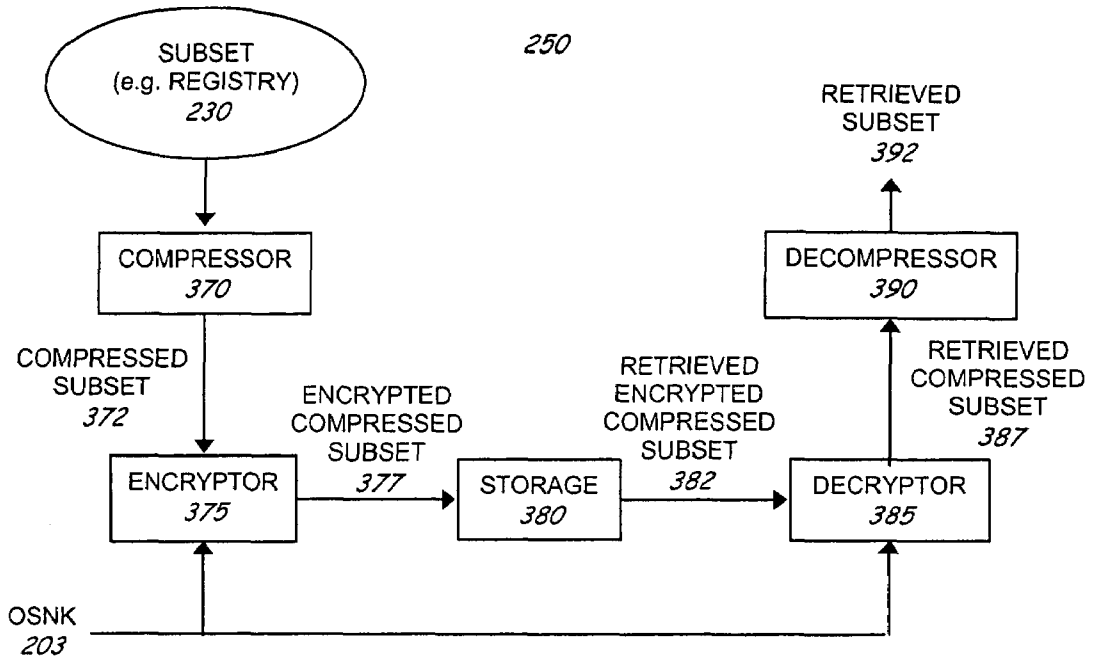 SUBSET
(e.g. REGISTRY)
230
250
RETRIEVED
SUBSET
392
COMPRESSOR
370
DECOMPRESSOR
390
COMPRESSED
SUBSET
372
ENCRYPTED
COMPRESSED
SUBSET
377
RETRIEVED
ENCRYPTED
COMPRESSED
SUBSET
382
RETRIEVED
COMPRESSED
SUBSET
387
ENCRYPTOR
375
STORAGE
380
DECRYPTOR
385
OSNK
203